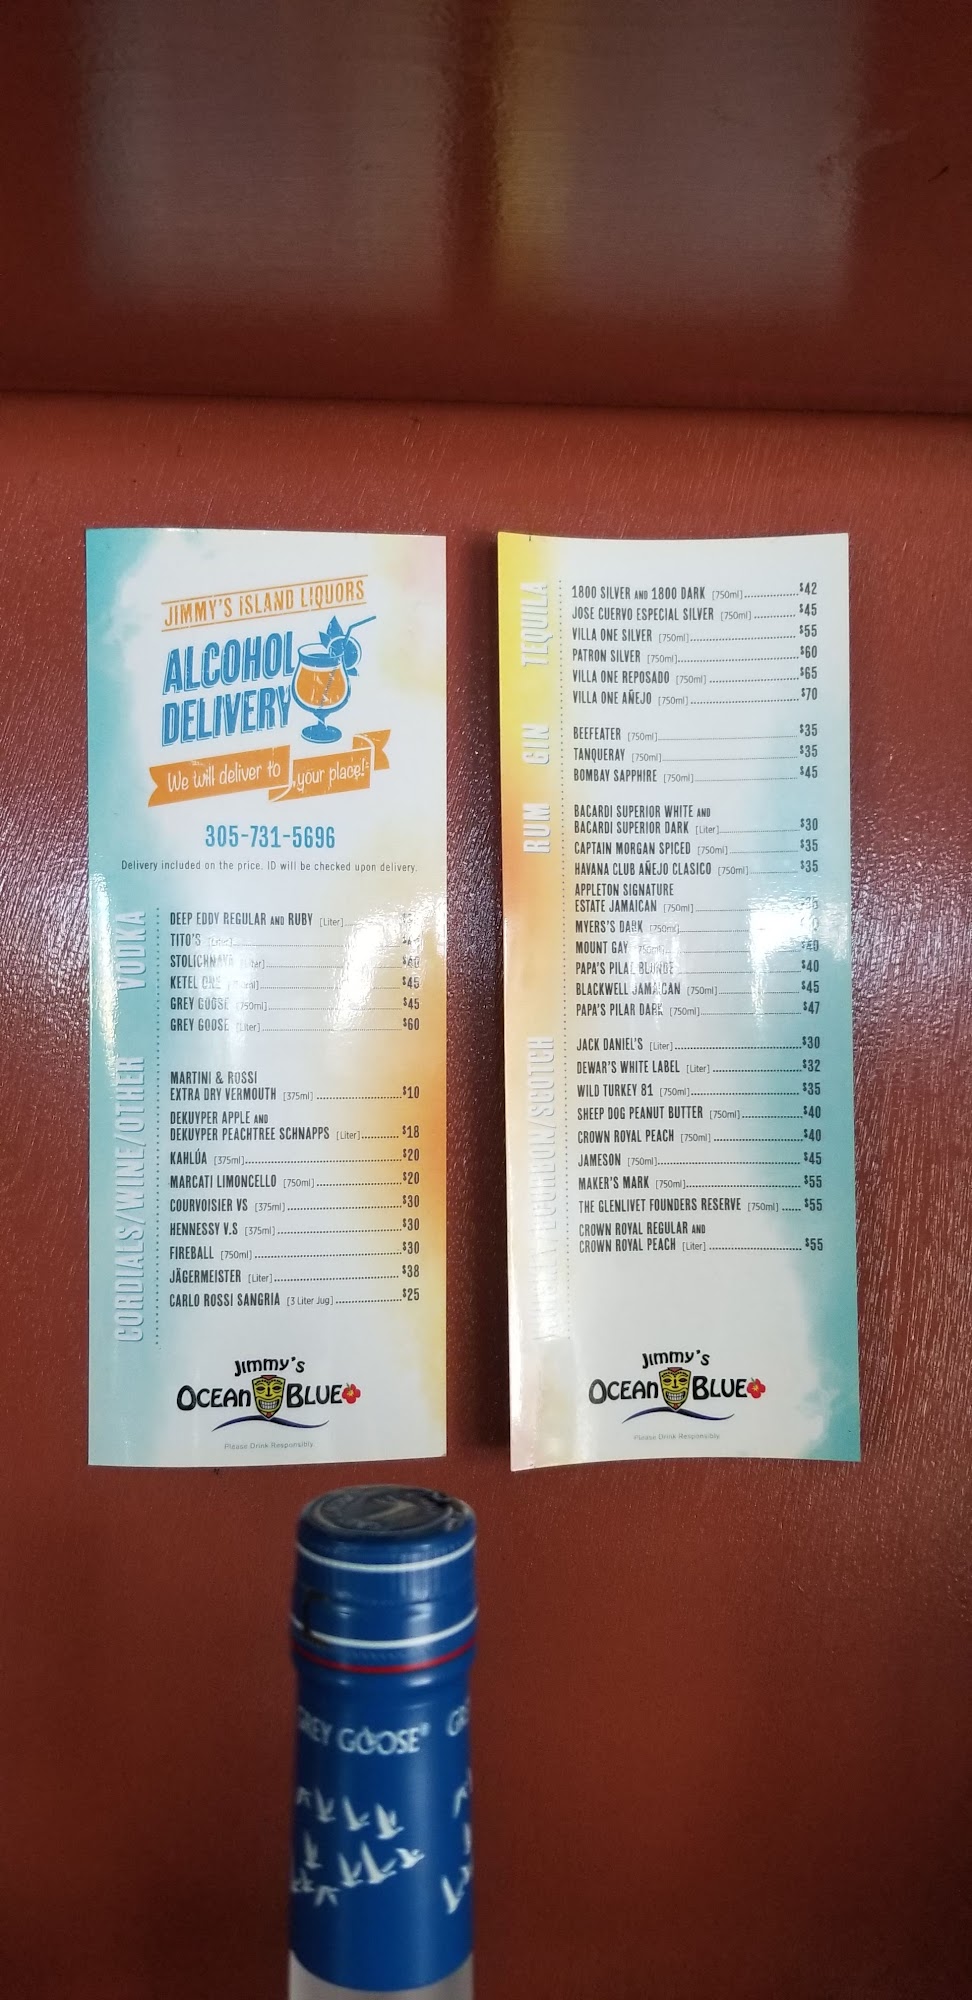 JIMMY'S ISLAND LIQUORS
ALCOHOL
DELIVERY
We will deliver to your place!
305-731-5696
Delivery included on the price. ID will be checked upon delivery.
VODKA
DEEP EDDY REGULAR AND RUBY [Liter]
TITO'S [Liter]
STOLICHNAYA [Liter] $40
KETEL ONE $45
GREY GOOSE [750ml] $45
GREY GOOSE [Liter] $60
CORDIALS/WINE/OTHER
MARTINI & ROSSI
EXTRA DRY VERMOUTH [375ml] $10
DEKUYPER APPLE AND
DEKUYPER PEACHTREE SCHNAPPS [Liter] $18
KAHLÚA [375ml] $20
MARCATI LIMONCELLO [750ml] $20
COURVOISIER VS [375ml] $30
HENNESSY V.S [375ml] $30
FIREBALL [750ml] $30
JÄGERMEISTER [Liter] $38
CARLO ROSSI SANGRIA [3 Liter Jug] $25
Jimmy's
OCEAN BLUE
Please Drink Responsibly
TEQUILA
1800 SILVER AND 1800 DARK [750ml] $42
JOSE CUERVO ESPECIAL SILVER [750ml] $45
VILLA ONE SILVER [750ml] $55
PATRON SILVER [750ml] $60
VILLA ONE REPOSADO [750ml] $65
VILLA ONE AÑEJO [750ml] $70
GIN
BEEFEATER [750ml] $35
TANQUERAY [750ml] $35
BOMBAY SAPPHIRE [750ml] $45
RUM
BACARDI SUPERIOR WHITE AND
BACARDI SUPERIOR DARK [Liter] $30
CAPTAIN MORGAN SPICED [750ml] $35
HAVANA CLUB AÑEJO CLASICO [750ml] $35
APPLETON SIGNATURE
ESTATE JAMAICAN [750ml]
MYERS'S DARK [750ml]
MOUNT GAY [750ml] $40
PAPA'S PILAR BLONDE $40
BLACKWELL JAMAICAN [750ml] $45
PAPA'S PILAR DARK [750ml] $47
BOURBON/SCOTCH
JACK DANIEL'S [Liter] $30
DEWAR'S WHITE LABEL [Liter] $32
WILD TURKEY 81 [750ml] $35
SHEEP DOG PEANUT BUTTER [750ml] $40
CROWN ROYAL PEACH [750ml] $40
JAMESON [750ml] $45
MAKER'S MARK [750ml] $55
THE GLENLIVET FOUNDERS RESERVE [750ml] $55
CROWN ROYAL REGULAR AND
CROWN ROYAL PEACH [Liter] $55
Jimmy's
OCEAN BLUE
Please Drink Responsibly
GREY GOOSE